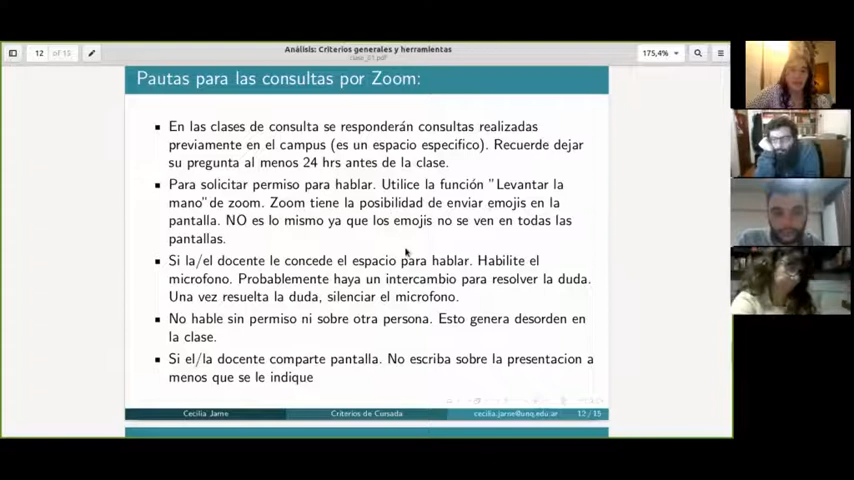 12 of 15
Análisis: Criterios generales y herramientas
clase_01.pdf
175,4%
Pautas para las consultas por Zoom:
En las clases de consulta se responderán consultas realizadas
previamente en el campus (es un espacio especifico). Recuerde dejar
su pregunta al menos 24 hrs antes de la clase.
Para solicitar permiso para hablar. Utilice la función "Levantar la
mano"de zoom. Zoom tiene la posibilidad de enviar emojis en la
pantalla. NO es lo mismo ya que los emojis no se ven en todas las
pantallas.
Si la/el docente le concede el espacio para hablar. Habilite el
microfono. Probablemente haya un intercambio para resolver la duda.
Una vez resuelta la duda, silenciar el microfono.
No hable sin permiso ni sobre otra persona. Esto genera desorden en
la clase.
Si el/la docente comparte pantalla. No escriba sobre la presentacion a
menos que se le indique
Cecilia Jarne Criterios de Cursada cecilia.jarne@unq.edu.ar 12/15